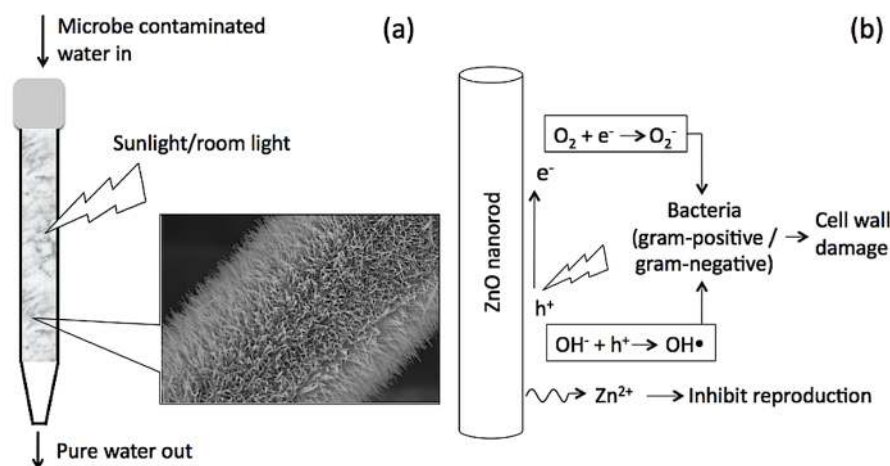 Microbe contaminated
water in
(a)
Sunlight/room light
Pure water out
(b)
ZnO nanorod
O₂ + e⁻ → O₂⁻
e⁻
h⁺
Bacteria
(gram-positive /
gram-negative)
→ Cell wall
damage
OH⁻ + h⁺ → OH•
Zn²⁺ → Inhibit reproduction